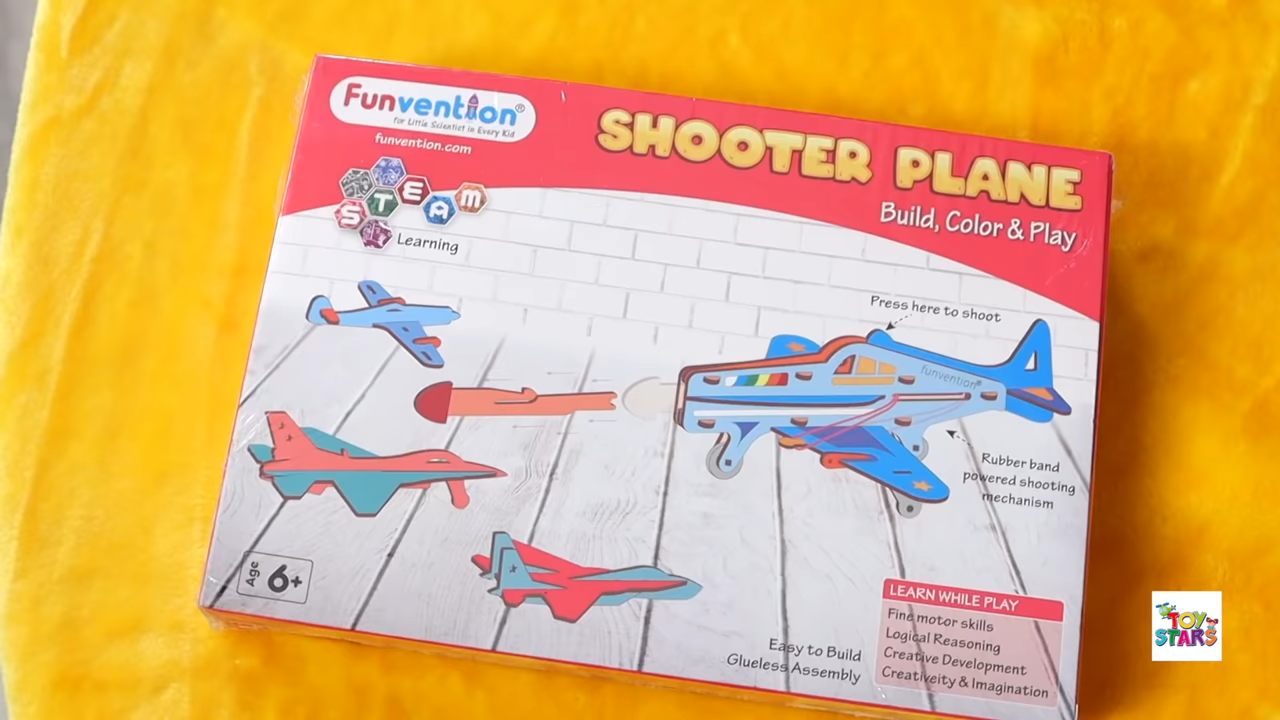 Funvention®
for Little Scientist in Every Kid
funvention.com
STEAM
Learning
SHOOTER PLANE
Build, Color & Play
Press here to shoot
funvention®
Rubber band
powered shooting
mechanism
Age 6+
Easy to Build
Glueless Assembly
LEARN WHILE PLAY
Fine motor skills
Logical Reasoning
Creative Development
Creativeity & Imagination
TOY
STARS